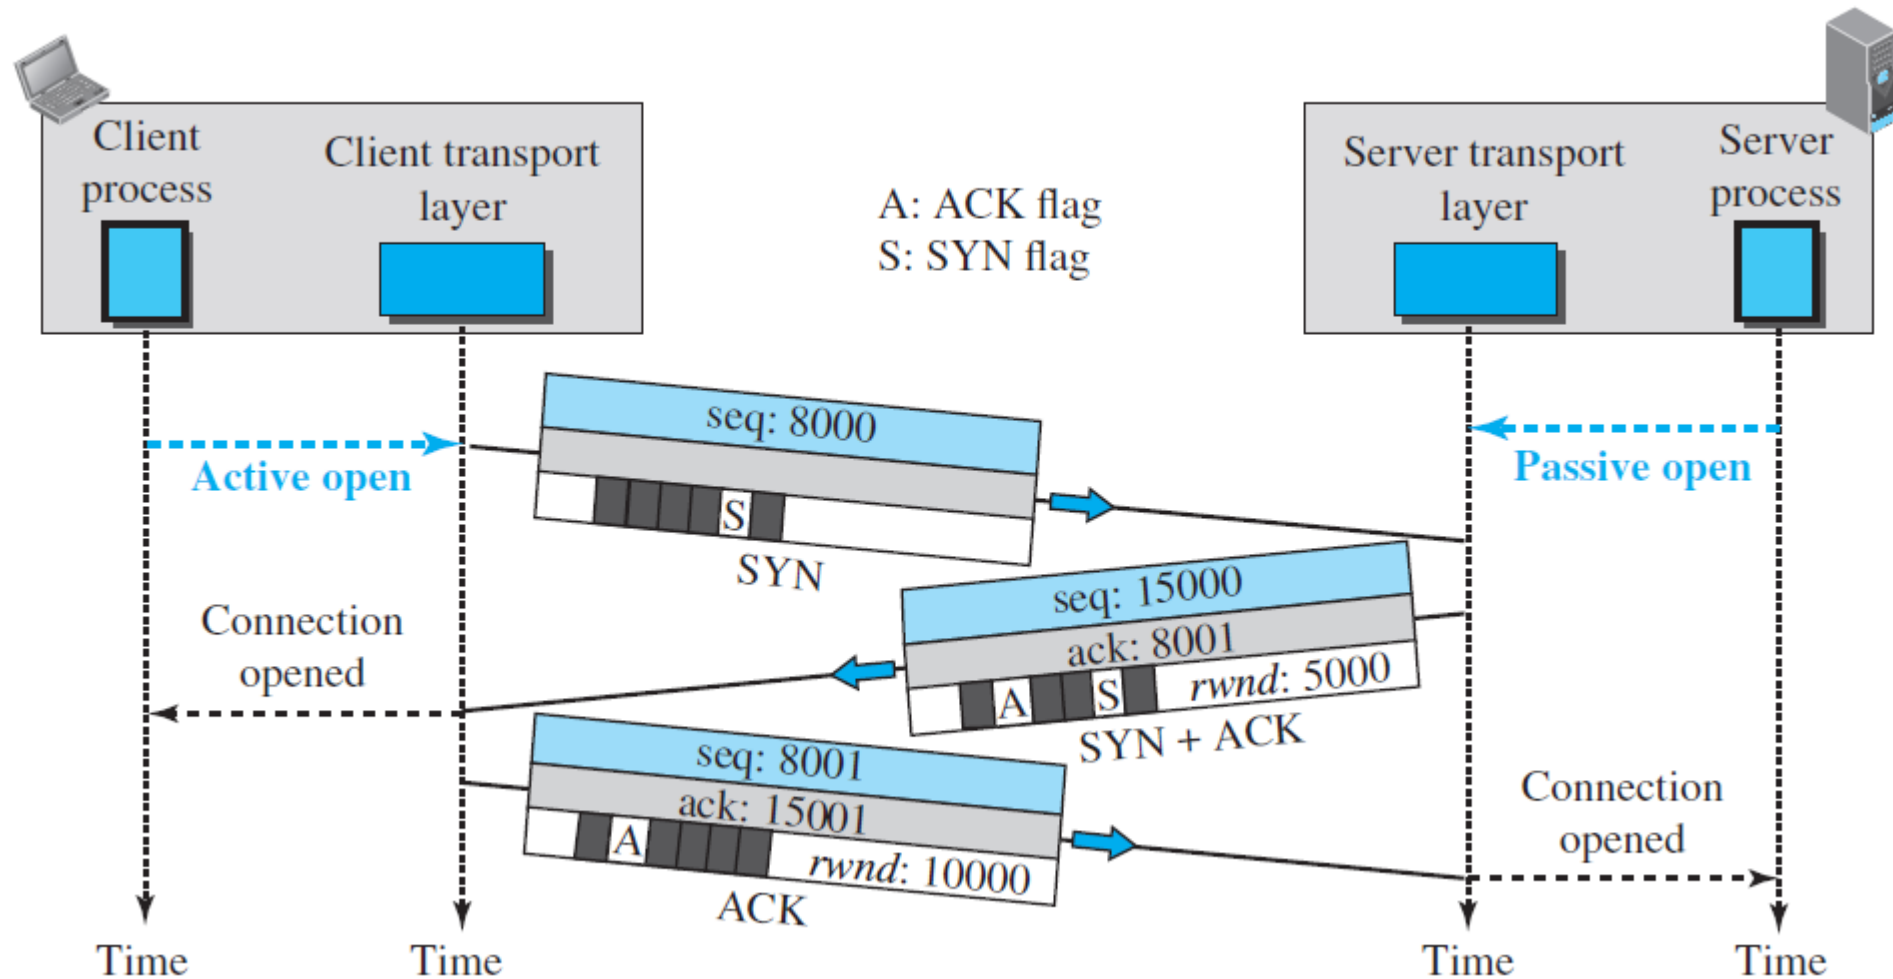 Client
process
Client transport
layer
A: ACK flag
S: SYN flag
Server transport
layer
Server
process
Active open
seq: 8000
S
SYN
Passive open
seq: 15000
ack: 8001
A
S
rwnd: 5000
SYN + ACK
Connection
opened
seq: 8001
ack: 15001
A
rwnd: 10000
ACK
Connection
opened
Time
Time
Time
Time